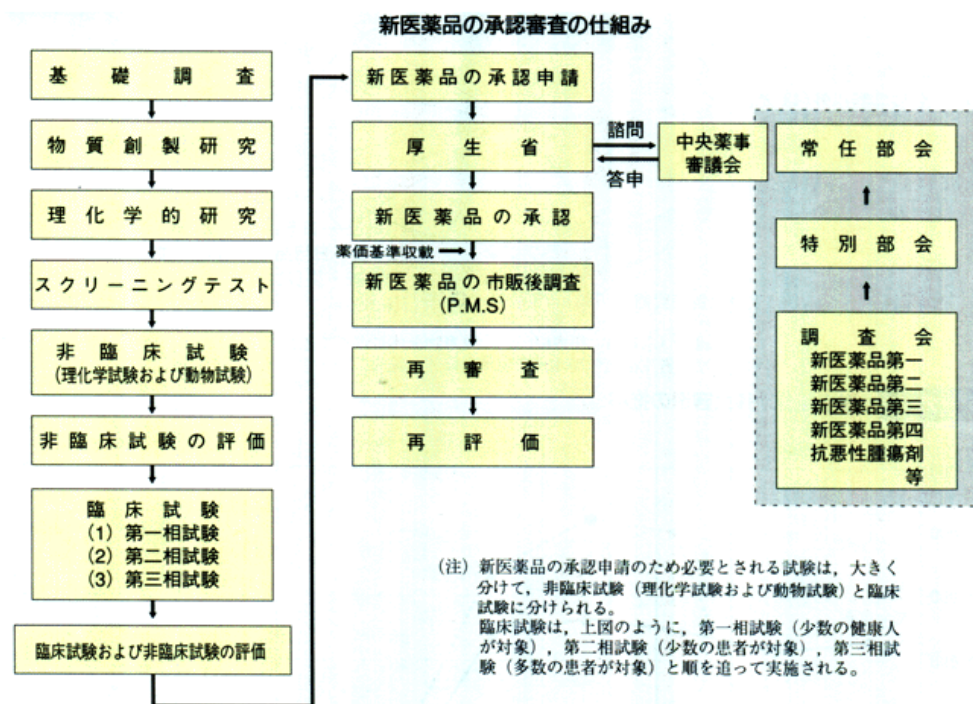 新医薬品の承認審査の仕組み
基礎調査
物質創製研究
理化学的研究
スクリーニングテスト
非臨床試験
(理化学試験および動物試験)
非臨床試験の評価
臨床試験
(1) 第一相試験
(2) 第二相試験
(3) 第三相試験
臨床試験および非臨床試験の評価
新医薬品の承認申請
厚生省
諮問
答申
中央薬事
審議会
新医薬品の承認
薬価基準収載
新医薬品の市販後調査
(P.M.S)
再審査
再評価
常任部会
特別部会
調査会
新医薬品第一
新医薬品第二
新医薬品第三
新医薬品第四
抗悪性腫瘍剤
等
(注) 新医薬品の承認申請のため必要とされる試験は，大きく
分けて，非臨床試験（理化学試験および動物試験）と臨床
試験に分けられる。
臨床試験は，上図のように，第一相試験（少数の健康人
が対象），第二相試験（少数の患者が対象），第三相試
験（多数の患者が対象）と順を追って実施される。